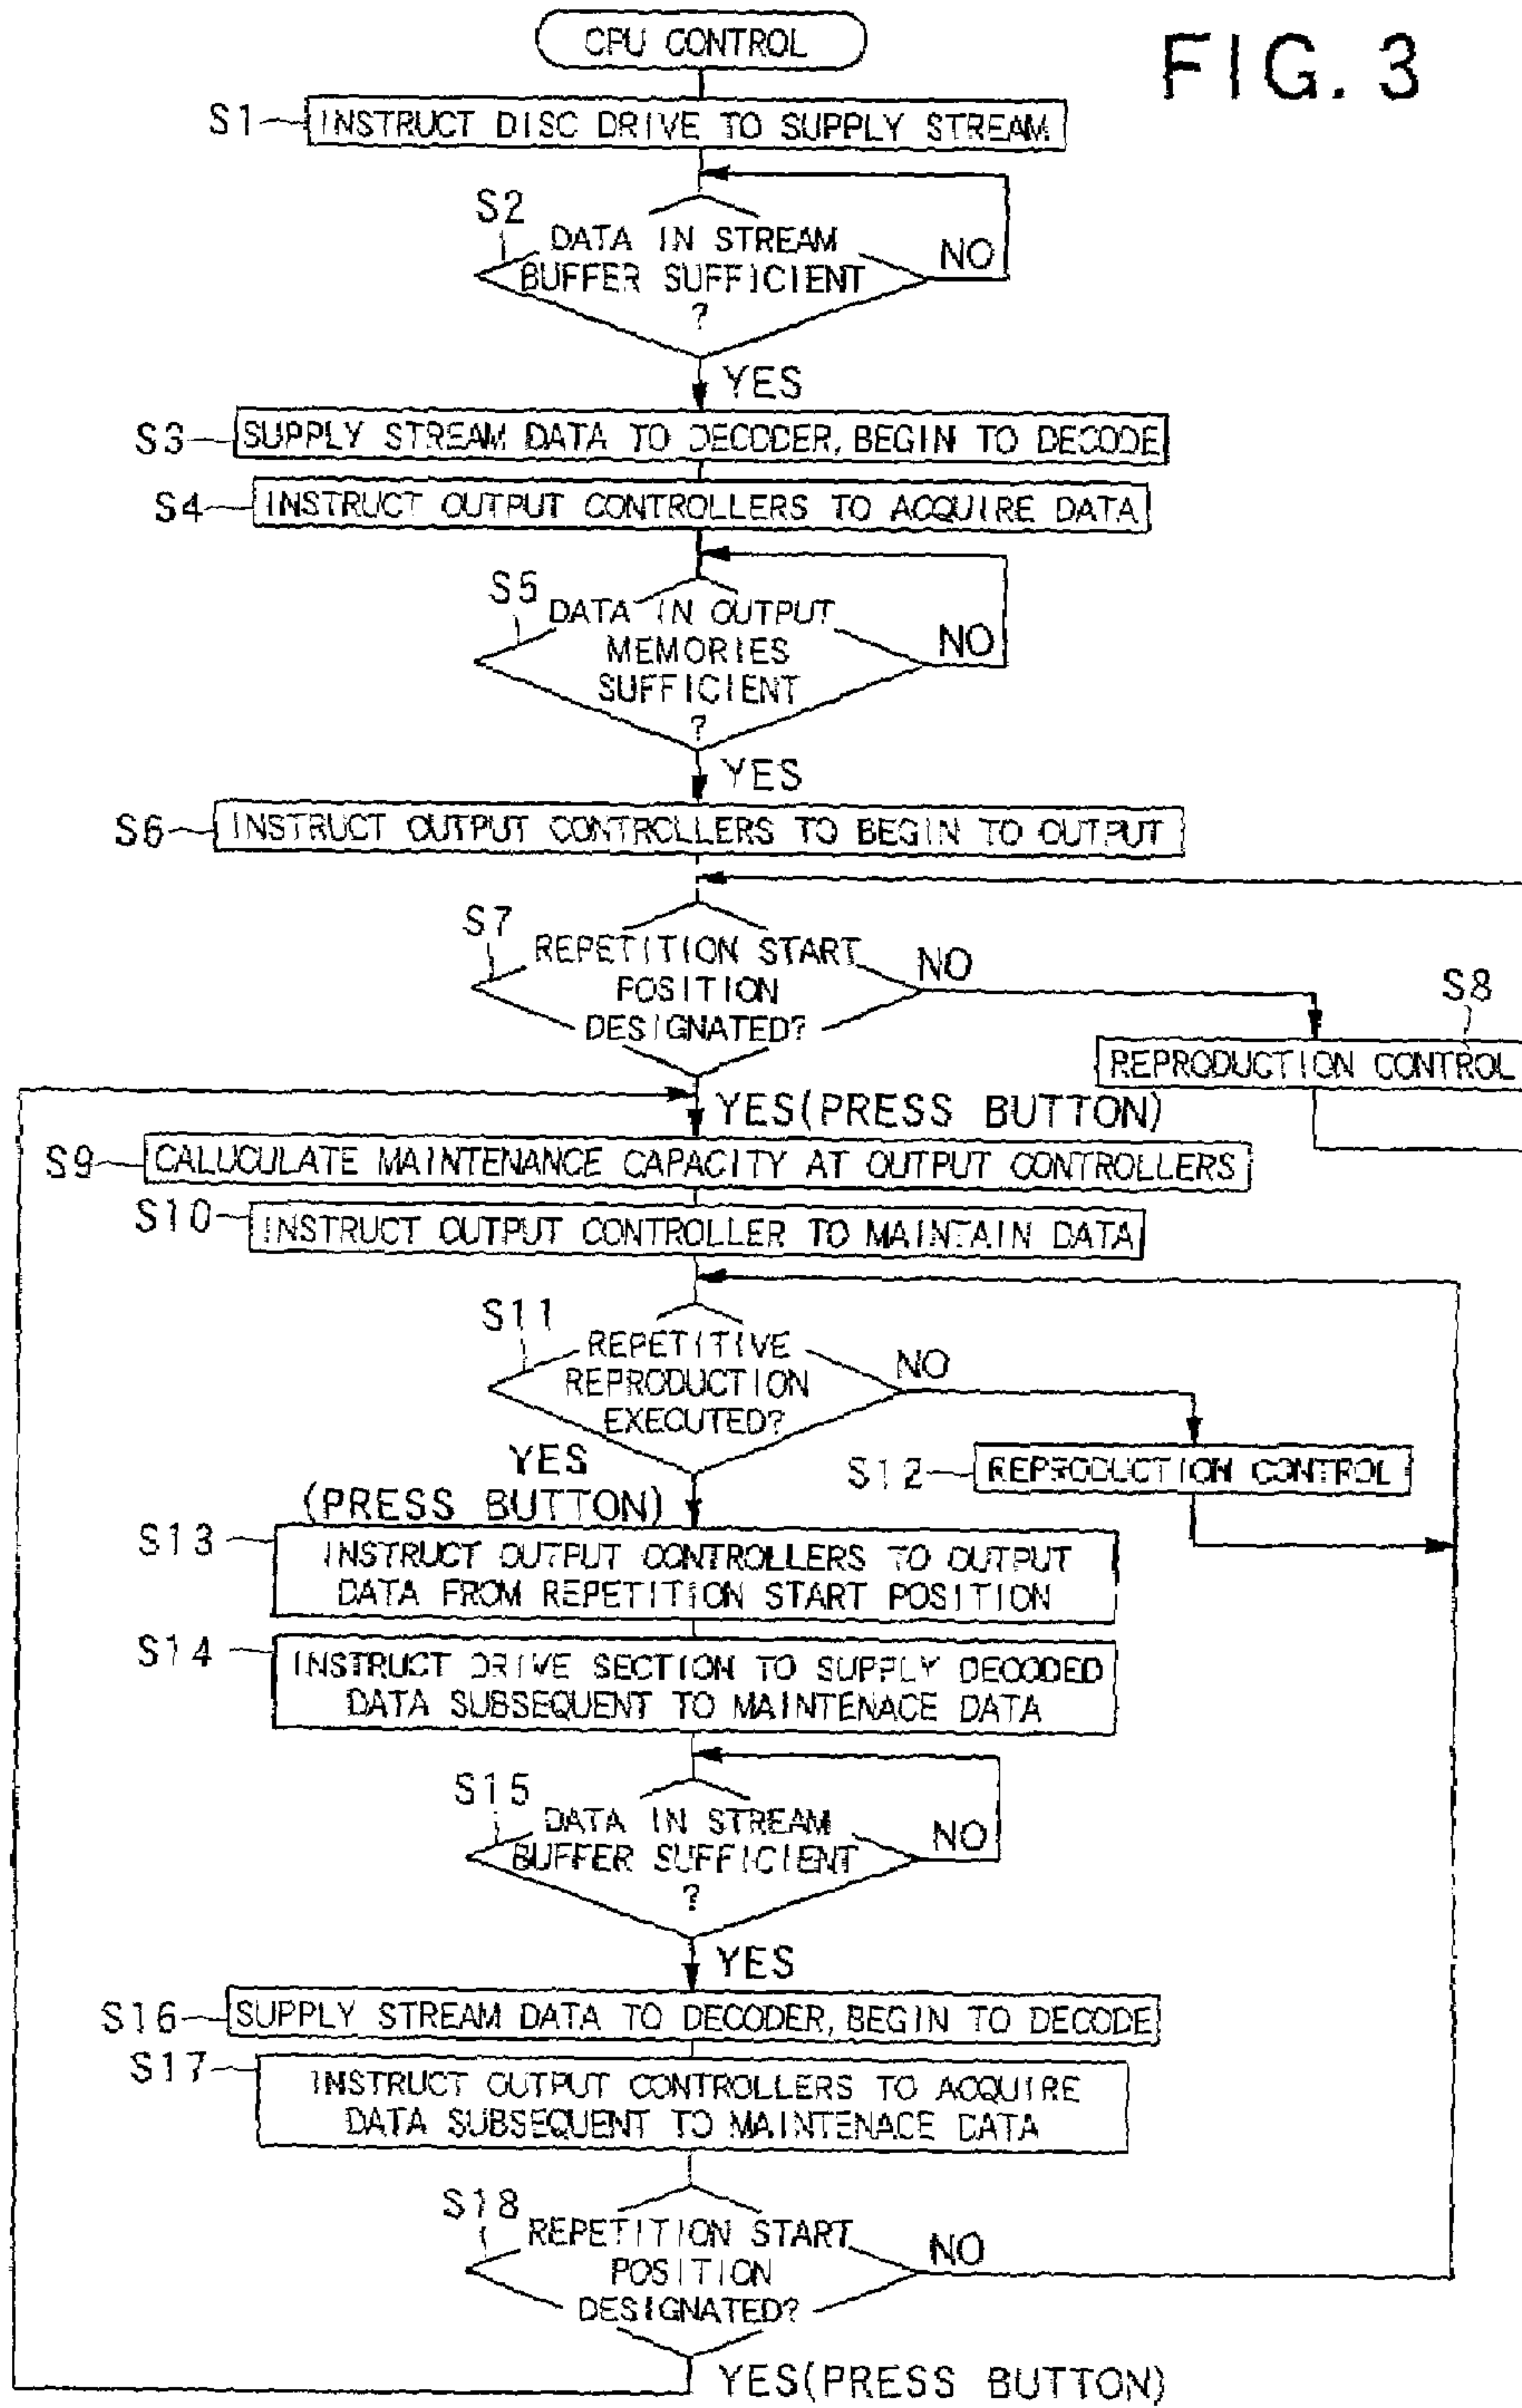 FIG. 3
CPU CONTROL
S1
INSTRUCT DISC DRIVE TO SUPPLY STREAM
S2
DATA IN STREAM
BUFFER SUFFICIENT
?
NO
YES
S3
SUPPLY STREAM DATA TO DECODER, BEGIN TO DECODE
S4
INSTRUCT OUTPUT CONTROLLERS TO ACQUIRE DATA
S5
DATA IN OUTPUT
MEMORIES
SUFFICIENT
?
NO
YES
S6
INSTRUCT OUTPUT CONTROLLERS TO BEGIN TO OUTPUT
S7
REPETITION START
POSITION
DESIGNATED?
NO
S8
REPRODUCTION CONTROL
YES(PRESS BUTTON)
S9
CALUCULATE MAINTENANCE CAPACITY AT OUTPUT CONTROLLERS
S10
INSTRUCT OUTPUT CONTROLLER TO MAINTAIN DATA
S11
REPETITIVE
REPRODUCTION
EXECUTED?
NO
S12
REPRODUCTION CONTROL
YES
(PRESS BUTTON)
S13
INSTRUCT OUTPUT CONTROLLERS TO OUTPUT
DATA FROM REPETITION START POSITION
S14
INSTRUCT DRIVE SECTION TO SUPPLY DECODED
DATA SUBSEQUENT TO MAINTENACE DATA
S15
DATA IN STREAM
BUFFER SUFFICIENT
?
NO
YES
S16
SUPPLY STREAM DATA TO DECODER, BEGIN TO DECODE
S17
INSTRUCT OUTPUT CONTROLLERS TO ACQUIRE
DATA SUBSEQUENT TO MAINTENACE DATA
S18
REPETITION START
POSITION
DESIGNATED?
NO
YES(PRESS BUTTON)